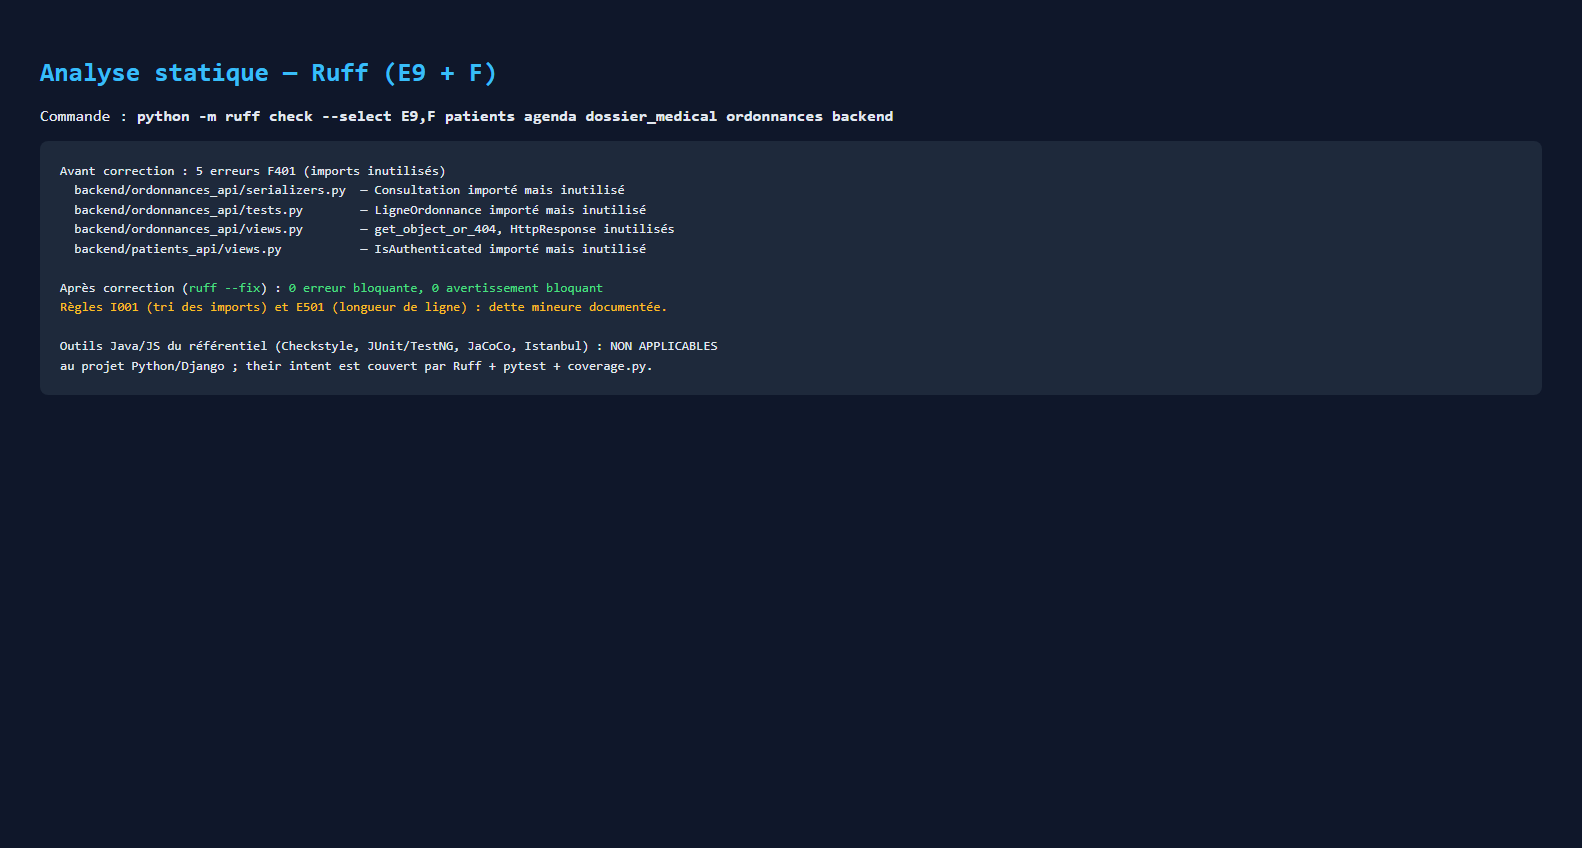 Analyse statique — Ruff (E9 + F)
Commande : python -m ruff check --select E9,F patients agenda dossier_medical ordonnances backend
Avant correction : 5 erreurs F401 (imports inutilisés)
backend/ordonnances_api/serializers.py — Consultation importé mais inutilisé
backend/ordonnances_api/tests.py — LigneOrdonnance importé mais inutilisé
backend/ordonnances_api/views.py — get_object_or_404, HttpResponse inutilisés
backend/patients_api/views.py — IsAuthenticated importé mais inutilisé
Après correction (ruff --fix) : 0 erreur bloquante, 0 avertissement bloquant
Règles I001 (tri des imports) et E501 (longueur de ligne) : dette mineure documentée.
Outils Java/JS du référentiel (Checkstyle, JUnit/TestNG, JaCoCo, Istanbul) : NON APPLICABLES
au projet Python/Django ; their intent est couvert par Ruff + pytest + coverage.py.